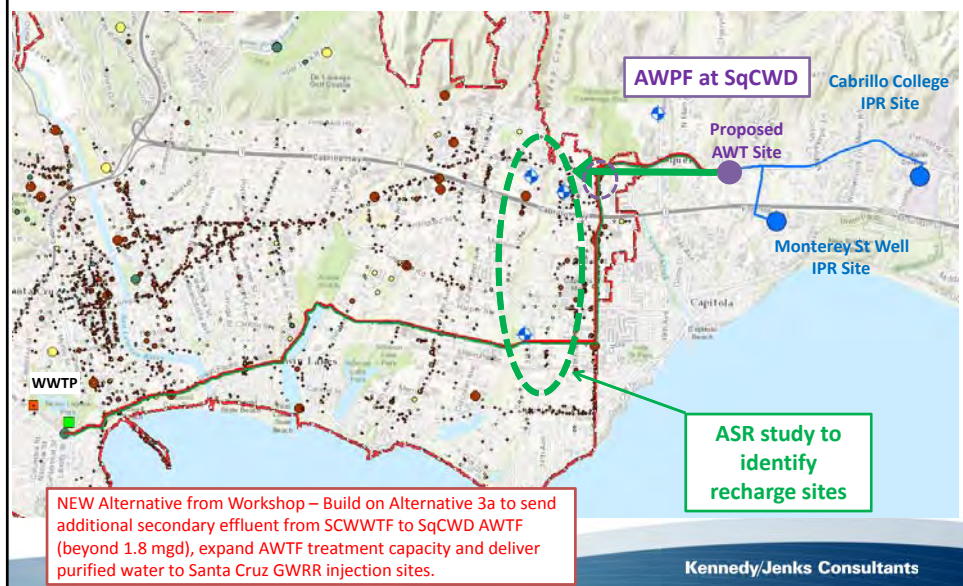 AWPF at SqCWD
Cabrillo College
IPR Site
Proposed
AWT Site
Monterey St Well
IPR Site
Capitola
WWTP
ASR study to
identify
recharge sites
NEW Alternative from Workshop – Build on Alternative 3a to send
additional secondary effluent from SCWWTF to SqCWD AWTF
(beyond 1.8 mgd), expand AWTF treatment capacity and deliver
purified water to Santa Cruz GWRR injection sites.
Kennedy/Jenks Consultants